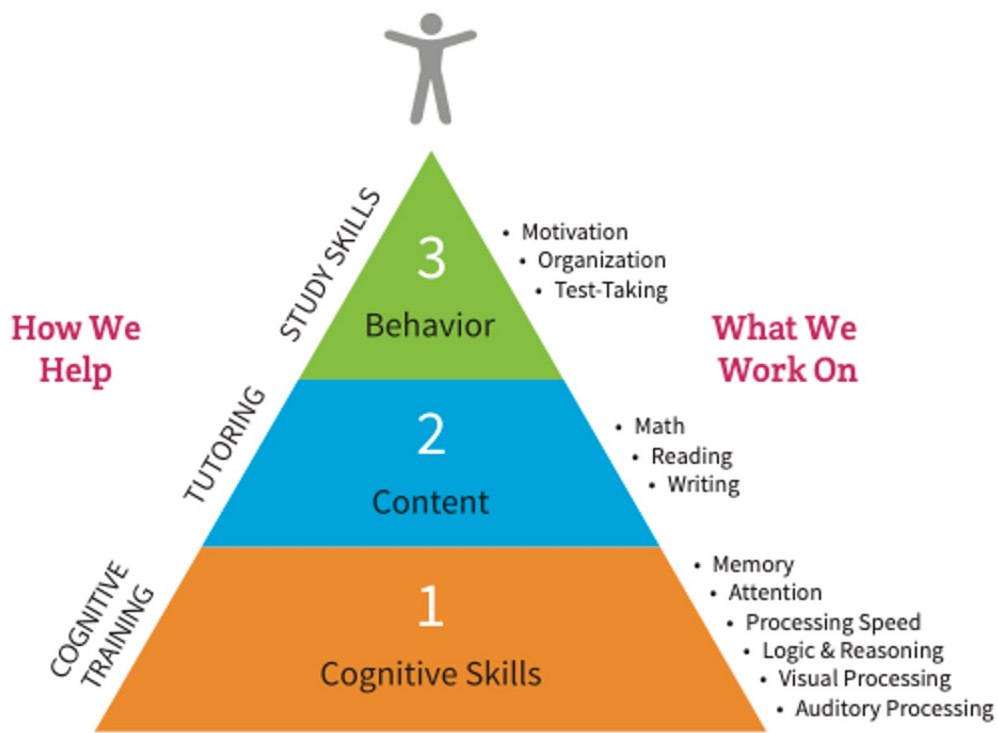 STUDY SKILLS
3
Behavior
• Motivation
• Organization
• Test-Taking
How We
Help
What We
Work On
TUTORING
2
Content
• Math
• Reading
• Writing
COGNITIVE
TRAINING
1
Cognitive Skills
• Memory
• Attention
• Processing Speed
• Logic & Reasoning
• Visual Processing
• Auditory Processing